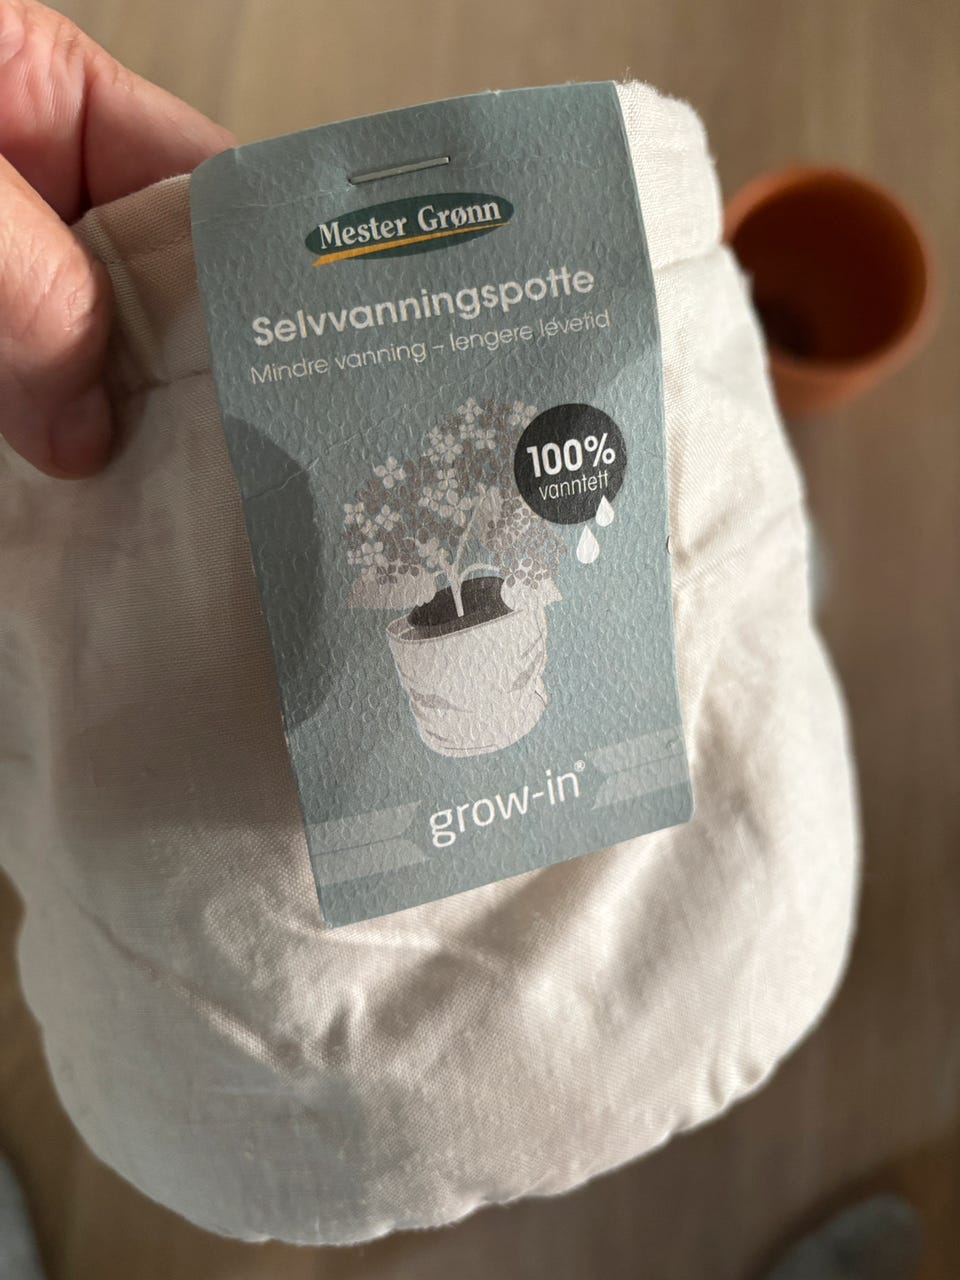 Mester Grønn
Selvvanningspotte
Mindre vanning – lengere levetid
100%
vanntett
grow-in®